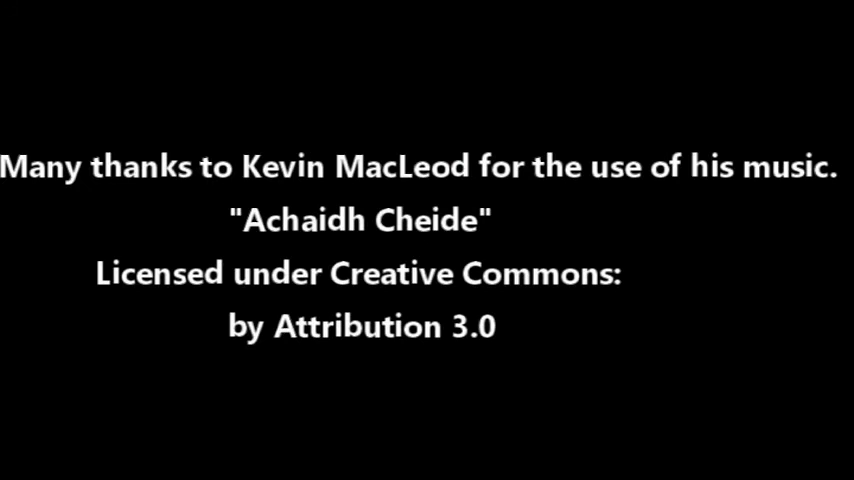 Many thanks to Kevin MacLeod for the use of his music.
"Achaidh Cheide"
Licensed under Creative Commons:
by Attribution 3.0